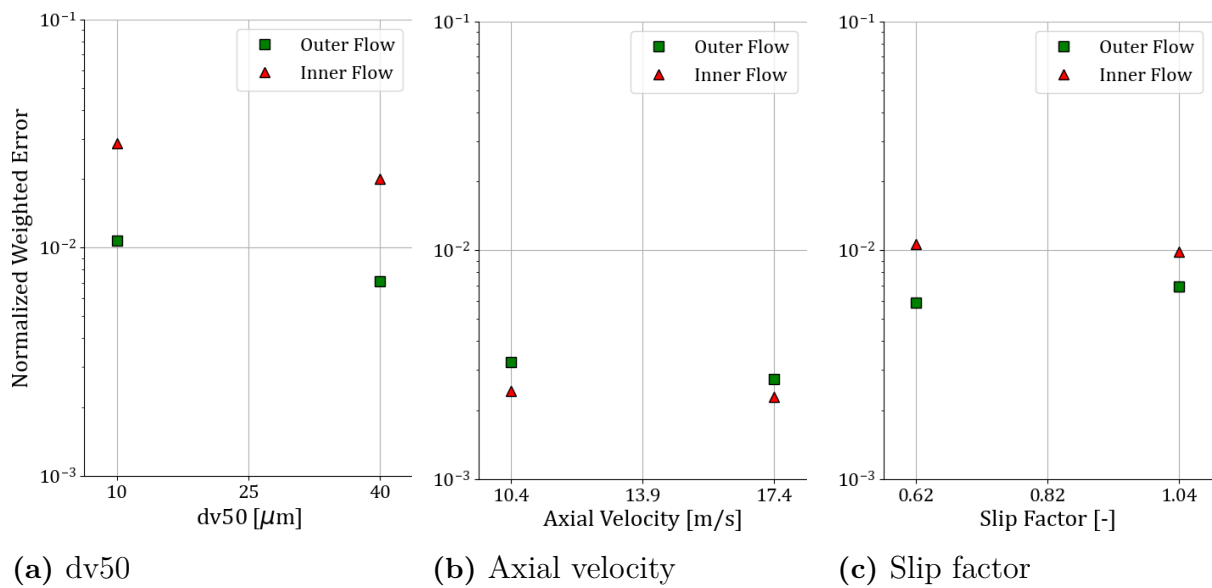 Normalized Weighted Error
10⁻¹
10⁻²
10⁻³
Outer Flow
Inner Flow
10
25
40
dv50 [μm]
(a) dv50
10⁻¹
10⁻²
10⁻³
Outer Flow
Inner Flow
10.4
13.9
17.4
Axial Velocity [m/s]
(b) Axial velocity
10⁻¹
10⁻²
10⁻³
Outer Flow
Inner Flow
0.62
0.82
1.04
Slip Factor [-]
(c) Slip factor